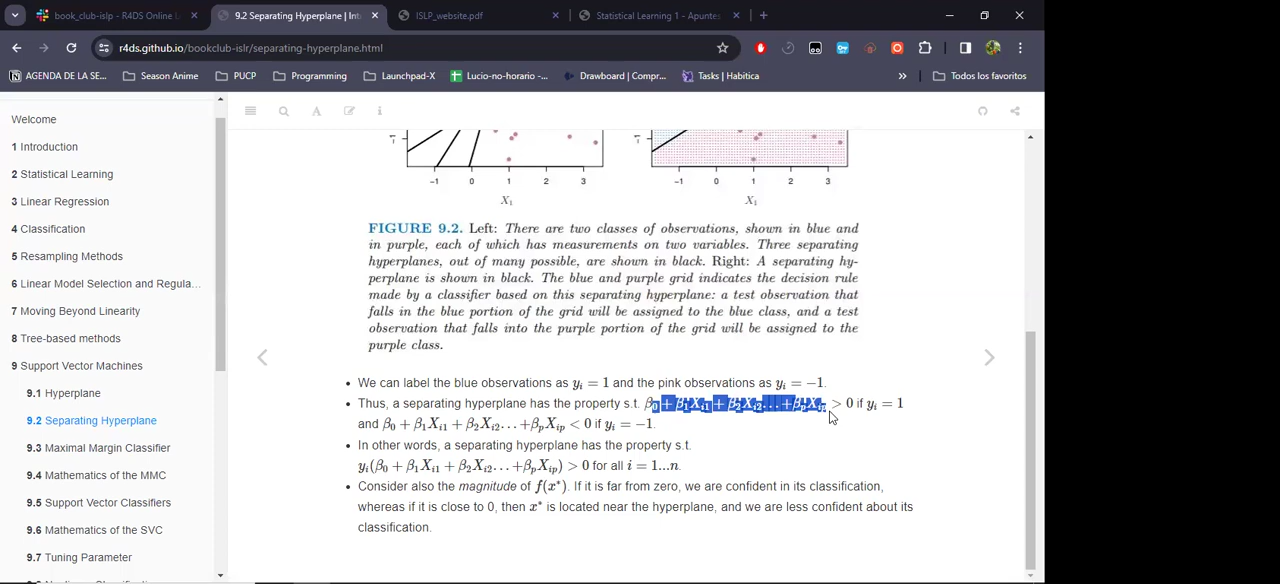 book_club-islp - R4DS Online L
9.2 Separating Hyperplane | Int
ISLP_website.pdf
Statistical Learning 1 - Apuntes
r4ds.github.io/bookclub-islr/separating-hyperplane.html
AGENDA DE LA SE...
Season Anime
PUCP
Programming
Launchpad-X
Lucio-no-horario -...
Drawboard | Compr...
Tasks | Habitica
Todos los favoritos
Welcome
1 Introduction
2 Statistical Learning
3 Linear Regression
4 Classification
5 Resampling Methods
6 Linear Model Selection and Regula...
7 Moving Beyond Linearity
8 Tree-based methods
9 Support Vector Machines
9.1 Hyperplane
9.2 Separating Hyperplane
9.3 Maximal Margin Classifier
9.4 Mathematics of the MMC
9.5 Support Vector Classifiers
9.6 Mathematics of the SVC
9.7 Tuning Parameter
−1 −1
−1 0 1 2 3 −1 0 1 2 3
X₁ X₁
FIGURE 9.2. Left: There are two classes of observations, shown in blue and
in purple, each of which has measurements on two variables. Three separating
hyperplanes, out of many possible, are shown in black. Right: A separating hy-
perplane is shown in black. The blue and purple grid indicates the decision rule
made by a classifier based on this separating hyperplane: a test observation that
falls in the blue portion of the grid will be assigned to the blue class, and a test
observation that falls into the purple portion of the grid will be assigned to the
purple class.
• We can label the blue observations as yᵢ = 1 and the pink observations as yᵢ = −1.
• Thus, a separating hyperplane has the property s.t. β₀ + β₁Xᵢ₁ + β₂Xᵢ₂... +βₚXᵢₚ > 0 if yᵢ = 1
and β₀ + β₁Xᵢ₁ + β₂Xᵢ₂... +βₚXᵢₚ < 0 if yᵢ = −1.
• In other words, a separating hyperplane has the property s.t.
yᵢ(β₀ + β₁Xᵢ₁ + β₂Xᵢ₂... +βₚXᵢₚ) > 0 for all i = 1...n.
• Consider also the magnitude of f(x*). If it is far from zero, we are confident in its classification,
whereas if it is close to 0, then x* is located near the hyperplane, and we are less confident about its
classification.